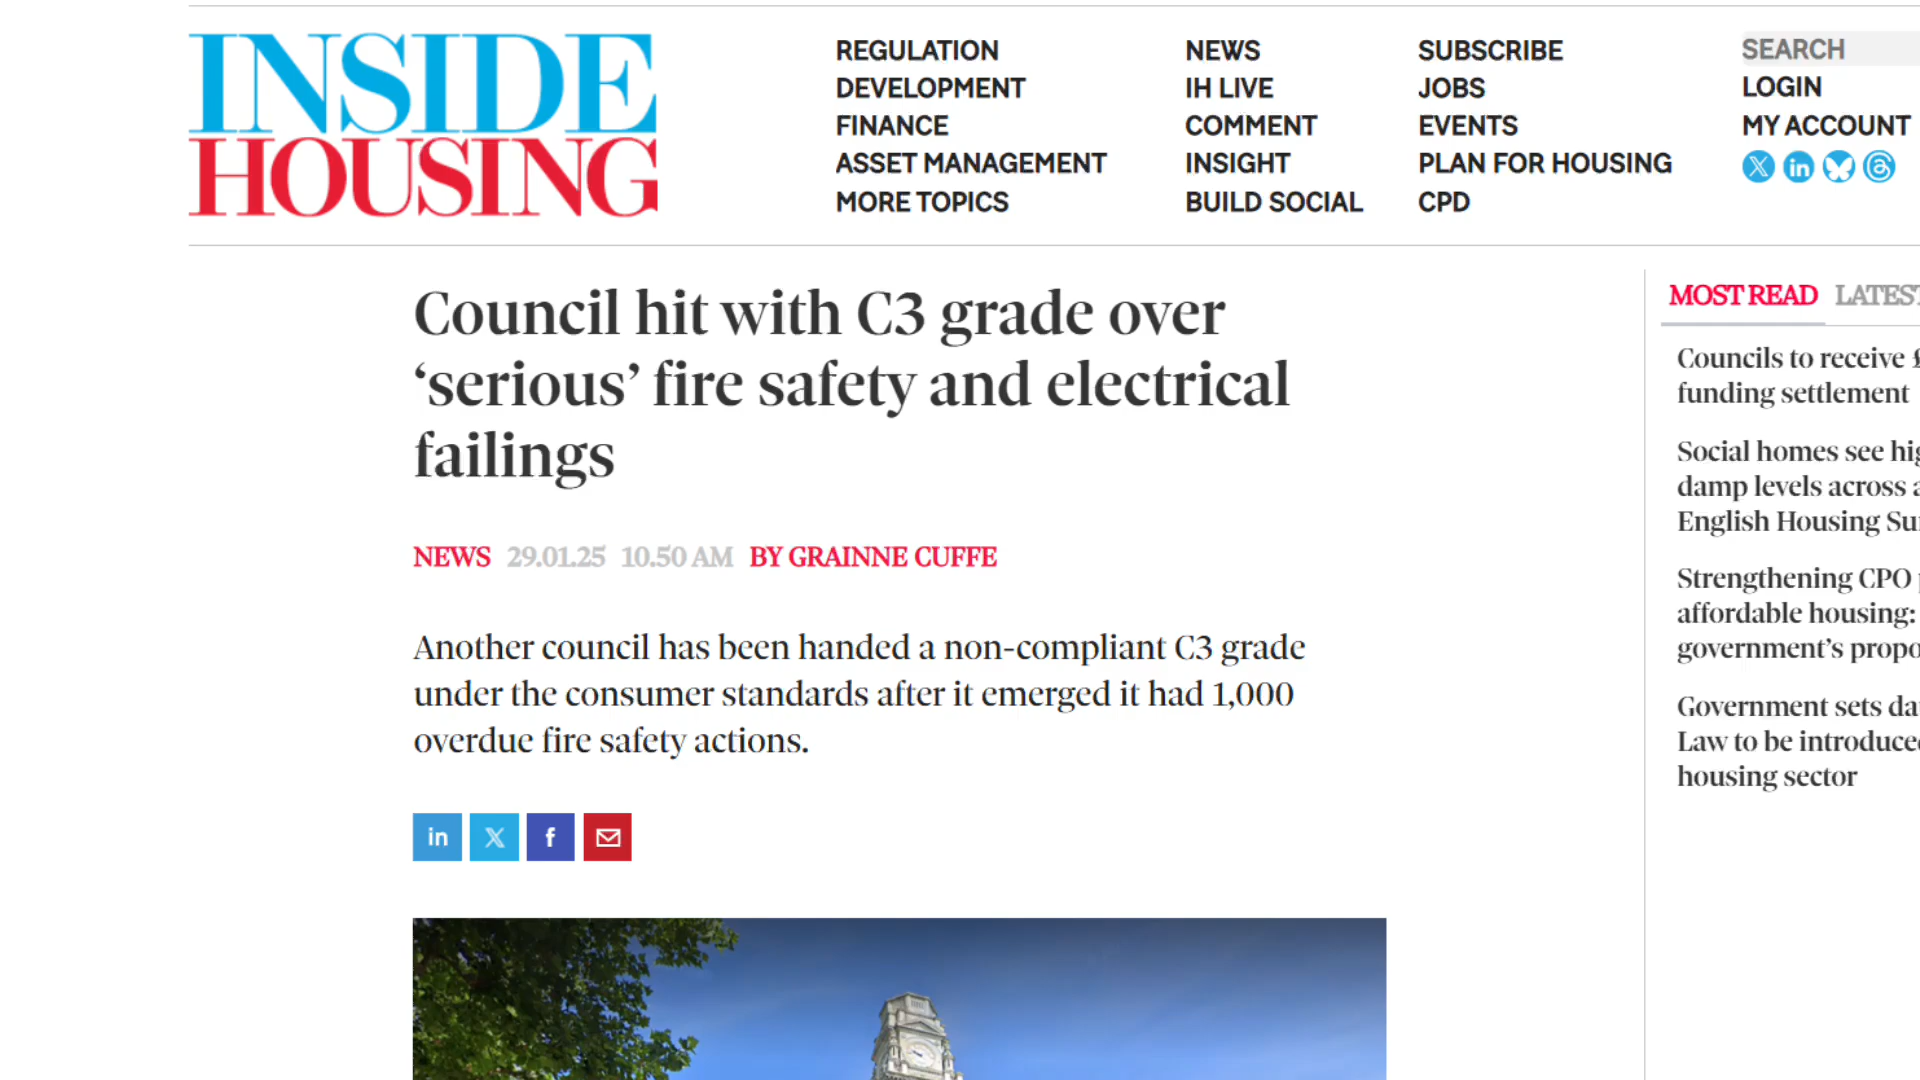 INSIDE
HOUSING
REGULATION
DEVELOPMENT
FINANCE
ASSET MANAGEMENT
MORE TOPICS
NEWS
IH LIVE
COMMENT
INSIGHT
BUILD SOCIAL
SUBSCRIBE
JOBS
EVENTS
PLAN FOR HOUSING
CPD
SEARCH
LOGIN
MY ACCOUNT
Council hit with C3 grade over
‘serious’ fire safety and electrical
failings
NEWS 29.01.25 10.50 AM BY GRAINNE CUFFE
Another council has been handed a non-compliant C3 grade
under the consumer standards after it emerged it had 1,000
overdue fire safety actions.
in X f
MOST READ LATEST
Councils to receive £
funding settlement
Social homes see
damp levels across
English Housing
Strengthening CPO
affordable housing:
government’s
Government sets
Law to be
housing sector